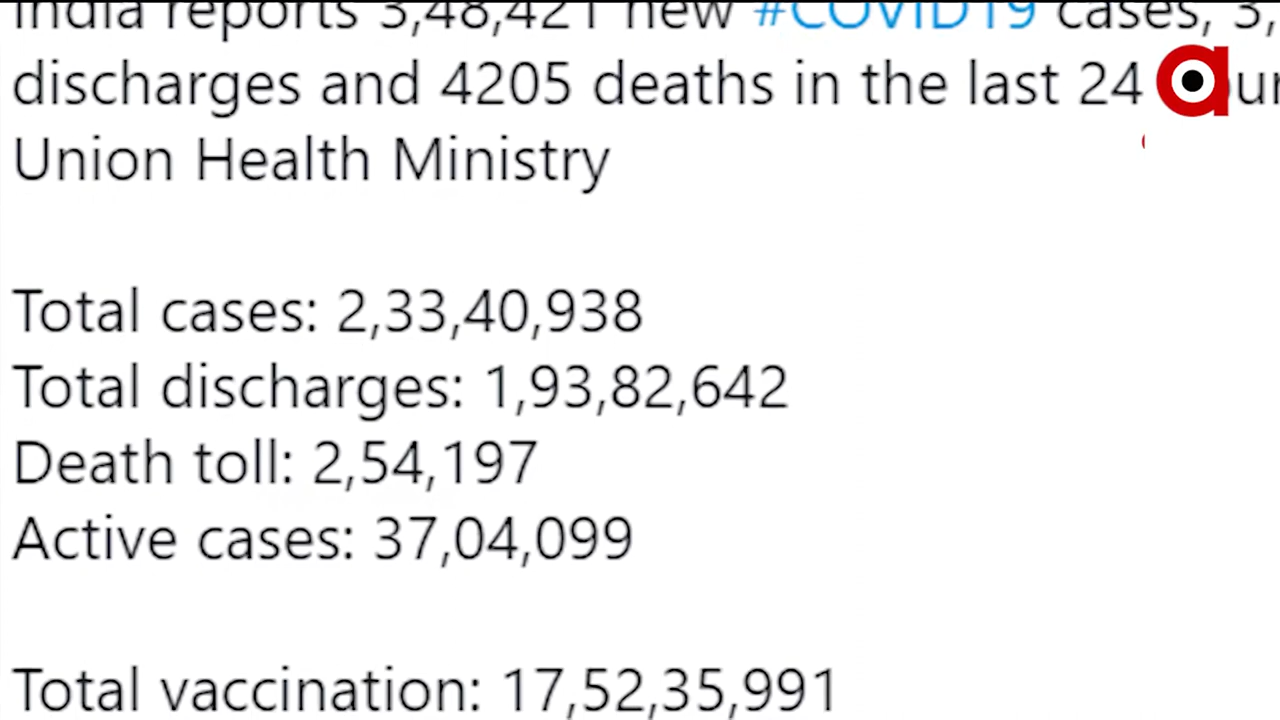 India reports 3,48,421 new #COVID19 cases, 3,
discharges and 4205 deaths in the last 24
Union Health Ministry
Total cases: 2,33,40,938
Total discharges: 1,93,82,642
Death toll: 2,54,197
Active cases: 37,04,099
Total vaccination: 17,52,35,991